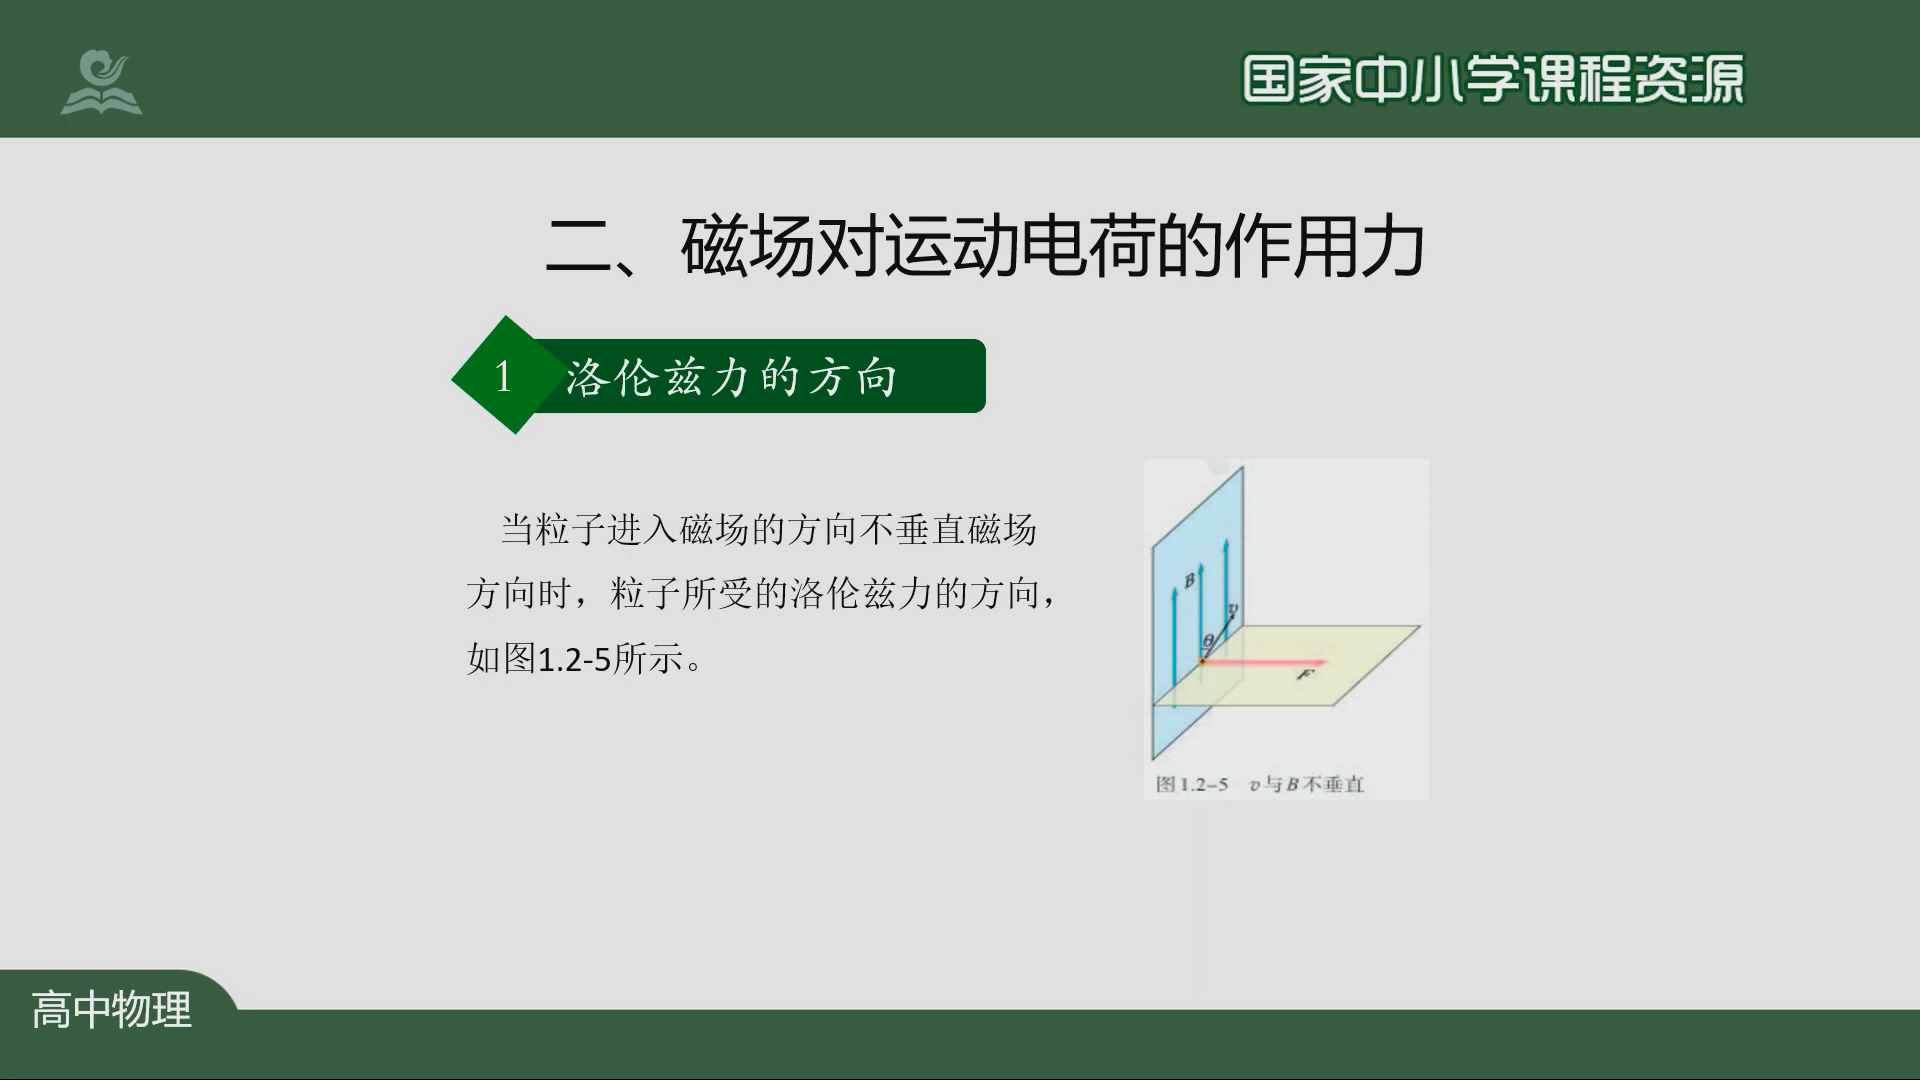 国家中小学课程资源
二、磁场对运动电荷的作用力
1 洛伦兹力的方向
当粒子进入磁场的方向不垂直磁场
方向时，粒子所受的洛伦兹力的方向，
如图1.2-5所示。
B
v
θ
F
图1.2-5 v与B不垂直
高中物理